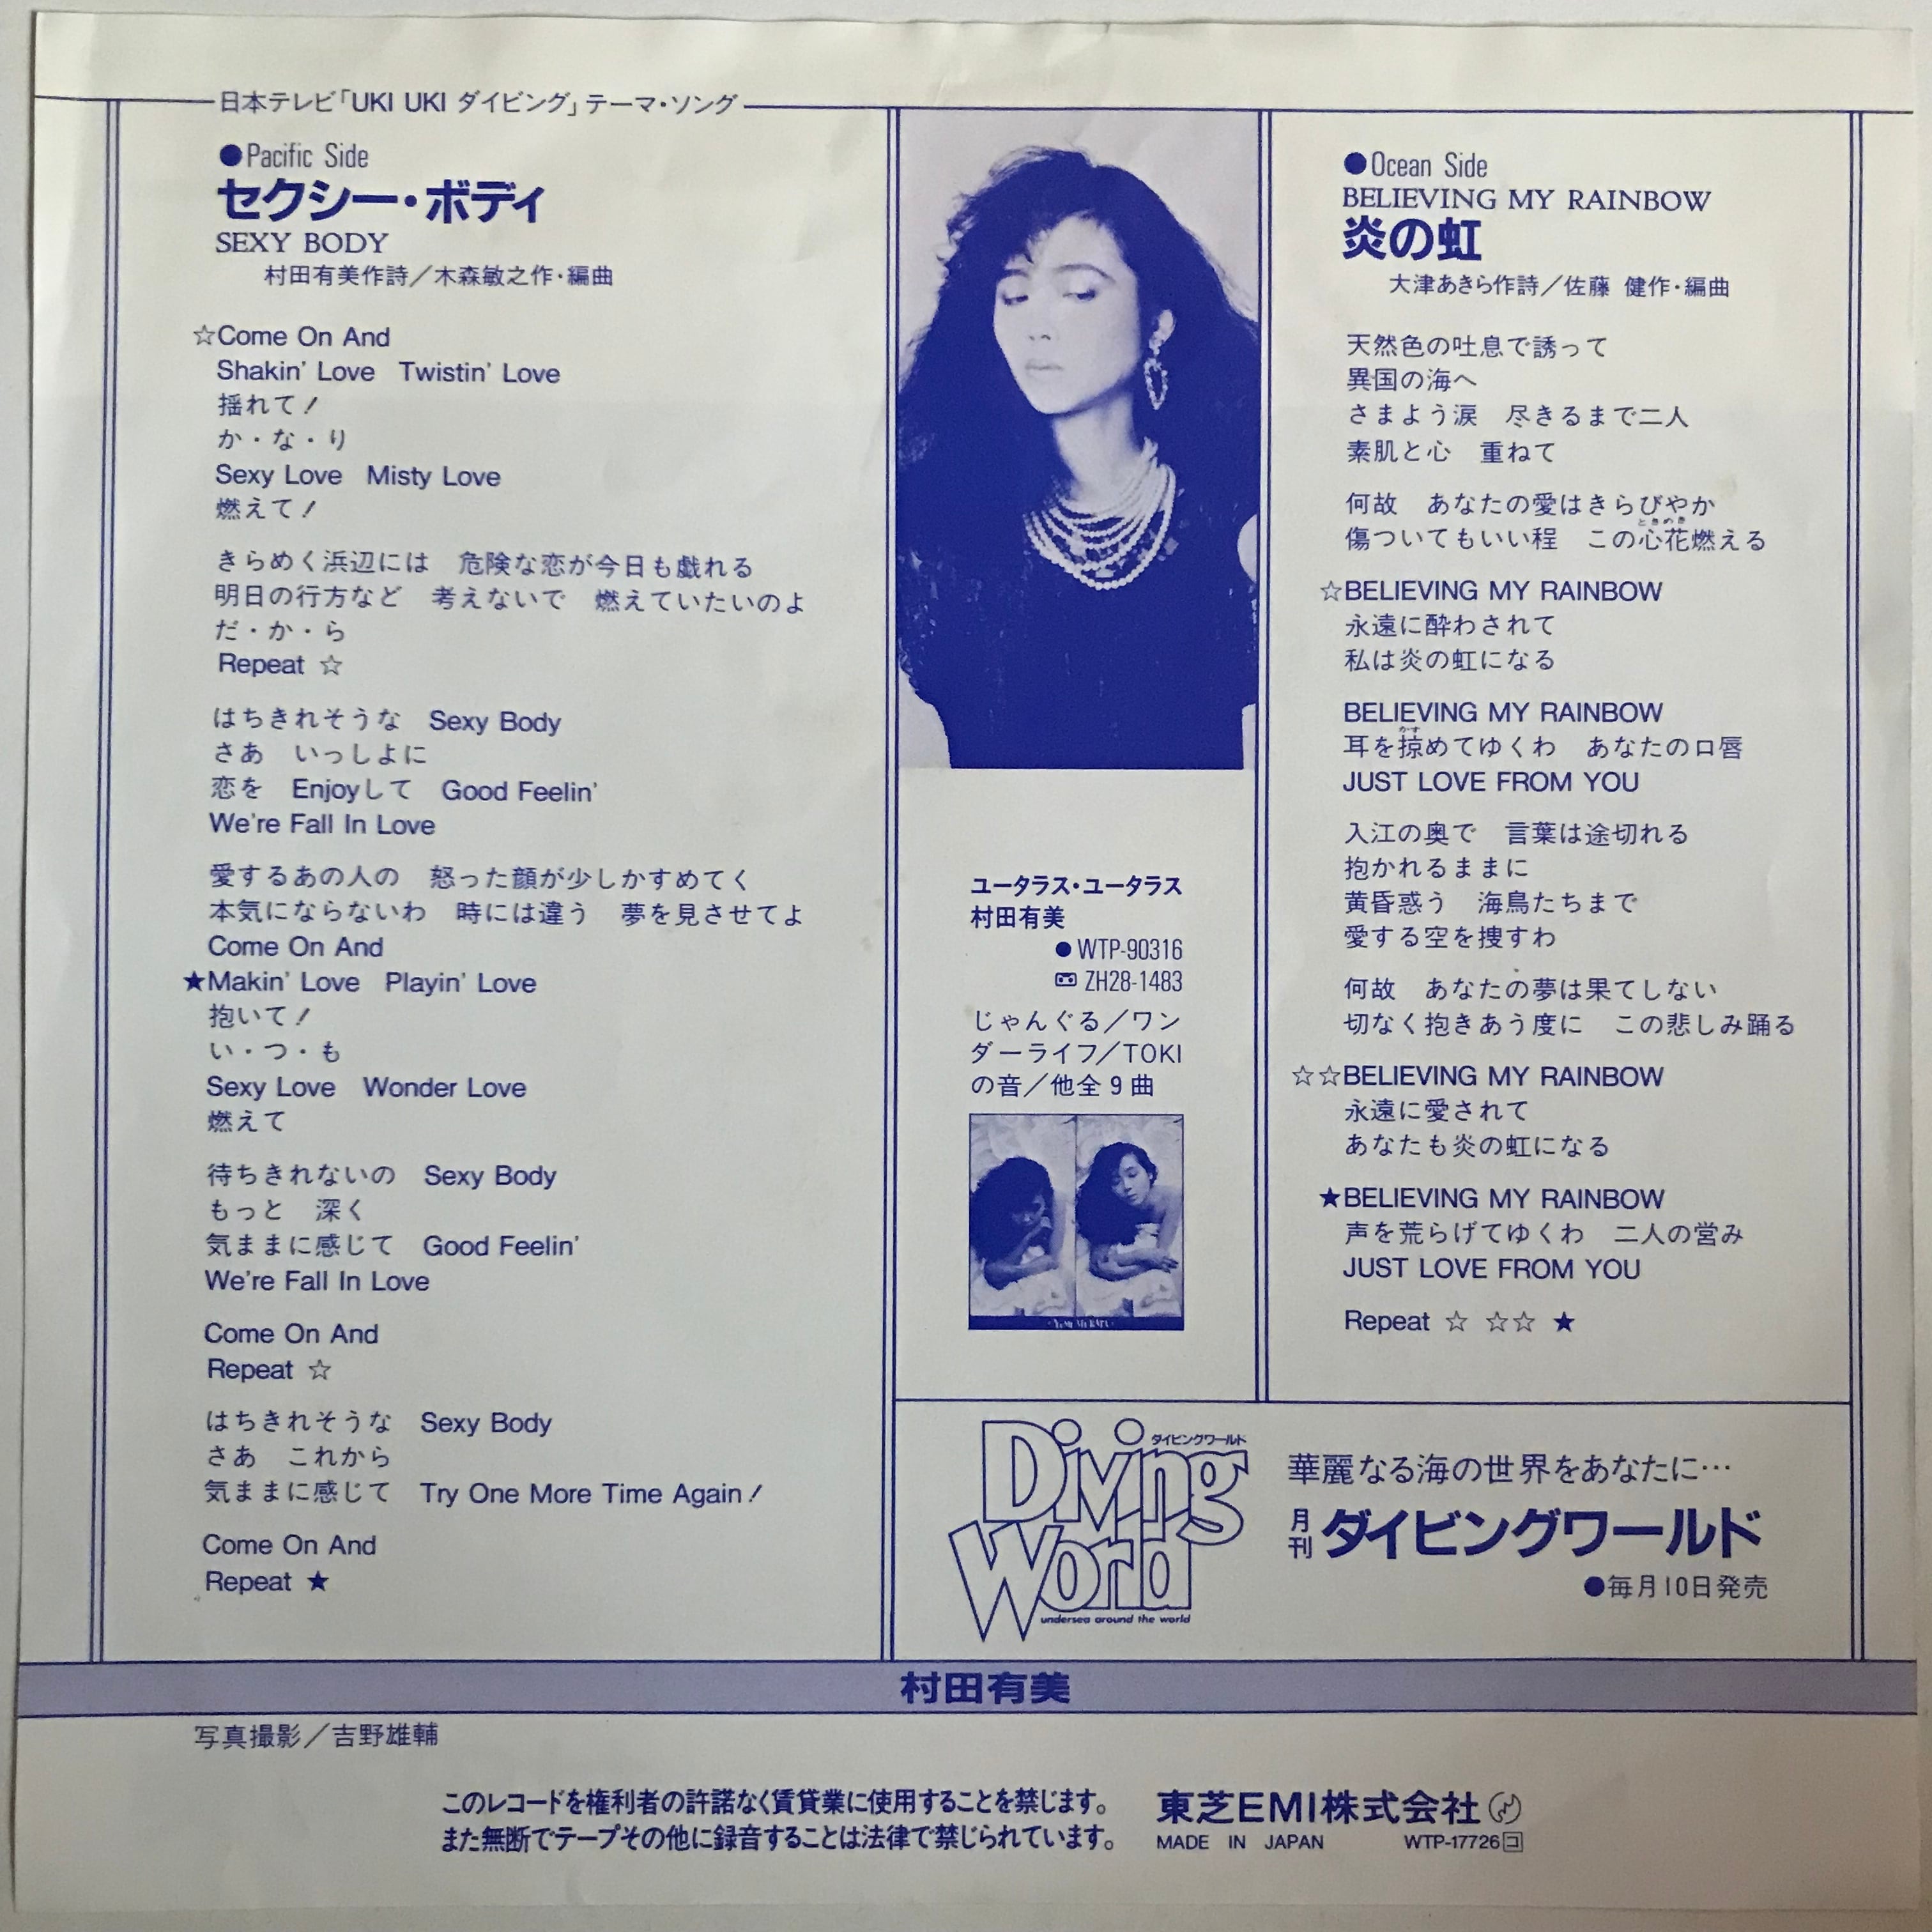 日本テレビ「UKI UKI ダイビング」テーマ・ソング
●Pacific Side
セクシー・ボディ
SEXY BODY
村田有美作詩／木森敏之作・編曲
☆Come On And
Shakin' Love　Twistin' Love
揺れて！
か・な・り
Sexy Love　Misty Love
燃えて！
きらめく浜辺には　危険な恋が今日も戯れる
明日の行方など　考えないで　燃えていたいのよ
だ・か・ら
Repeat ☆
はちきれそうな　Sexy Body
さあ　いっしよに
恋を　Enjoyして　Good Feelin'
We're Fall In Love
愛するあの人の　怒った顔が少しかすめてく
本気にならないわ　時には違う　夢を見させてよ
Come On And
★Makin' Love　Playin' Love
抱いて！
い・つ・も
Sexy Love　Wonder Love
燃えて
待ちきれないの　Sexy Body
もっと　深く
気ままに感じて　Good Feelin'
We're Fall In Love
Come On And
Repeat ☆
はちきれそうな　Sexy Body
さあ　これから
気ままに感じて　Try One More Time Again！
Come On And
Repeat ★
ユータラス・ユータラス
村田有美
●WTP-90316
ZH28-1483
じゃんぐる／ワン
ダーライフ／TOKI
の音／他全9曲
YUMI MURATA
●Ocean Side
BELIEVING MY RAINBOW
炎の虹
大津あきら作詩／佐藤 健作・編曲
天然色の吐息で誘って
異国の海へ
さまよう涙　尽きるまで二人
素肌と心　重ねて
何故　あなたの愛はきらびやか
ときめき
傷ついてもいい程　この心花燃える
☆BELIEVING MY RAINBOW
永遠に酔わされて
私は炎の虹になる
BELIEVING MY RAINBOW
かす
耳を掠めてゆくわ　あなたの口唇
JUST LOVE FROM YOU
入江の奥で　言葉は途切れる
抱かれるままに
黄昏惑う　海鳥たちまで
愛する空を捜すわ
何故　あなたの夢は果てしない
切なく抱きあう度に　この悲しみ踊る
☆☆BELIEVING MY RAINBOW
永遠に愛されて
あなたも炎の虹になる
★BELIEVING MY RAINBOW
声を荒らげてゆくわ　二人の営み
JUST LOVE FROM YOU
Repeat ☆ ☆☆ ★
Diving
ダイビングワールド
World
undersea around the world
華麗なる海の世界をあなたに…
月刊ダイビングワールド
●毎月10日発売
村田有美
写真撮影／吉野雄輔
このレコードを権利者の許諾なく賃貸業に使用することを禁じます。
また無断でテープその他に録音することは法律で禁じられています。
東芝EMI株式会社
MADE IN JAPAN　WTP-17726コ